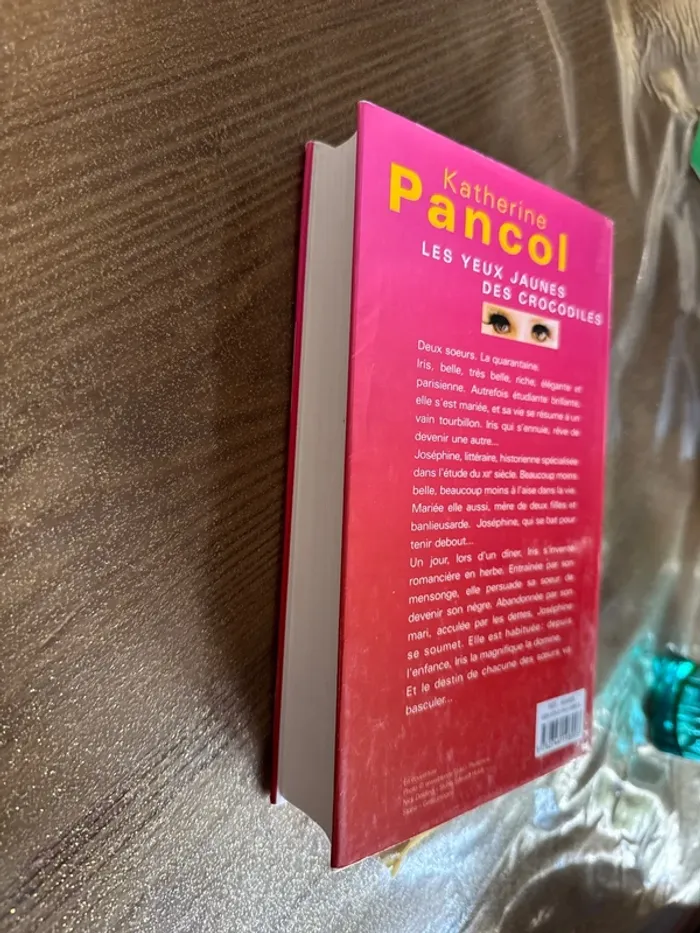 Katherine
Pancol
LES YEUX JAUNES
DES CROCODILES
Deux soeurs. La quarantaine.
Iris, belle, très belle, riche, élégante et
parisienne. Autrefois étudiante brillante,
elle s'est mariée, et sa vie se résume à un
vain tourbillon. Iris qui s'ennuie, rêve de
devenir une autre...
Joséphine, littéraire, historienne spécialisée
dans l'étude du XIIe siècle. Beaucoup moins
belle, beaucoup moins à l'aise dans la vie.
Mariée elle aussi, mère de deux filles et
banlieusarde. Joséphine, qui se bat pour
tenir debout...
Un jour, lors d'un dîner, Iris s'invente
romancière en herbe. Entraînée par son
mensonge, elle persuade sa soeur de
devenir son nègre. Abandonnée par son
mari, acculée par les dettes, Joséphine
se soumet. Elle est habituée : depuis
l'enfance, Iris la magnifique la domine.
Et le destin de chacune des sœurs va
basculer...
En couverture :